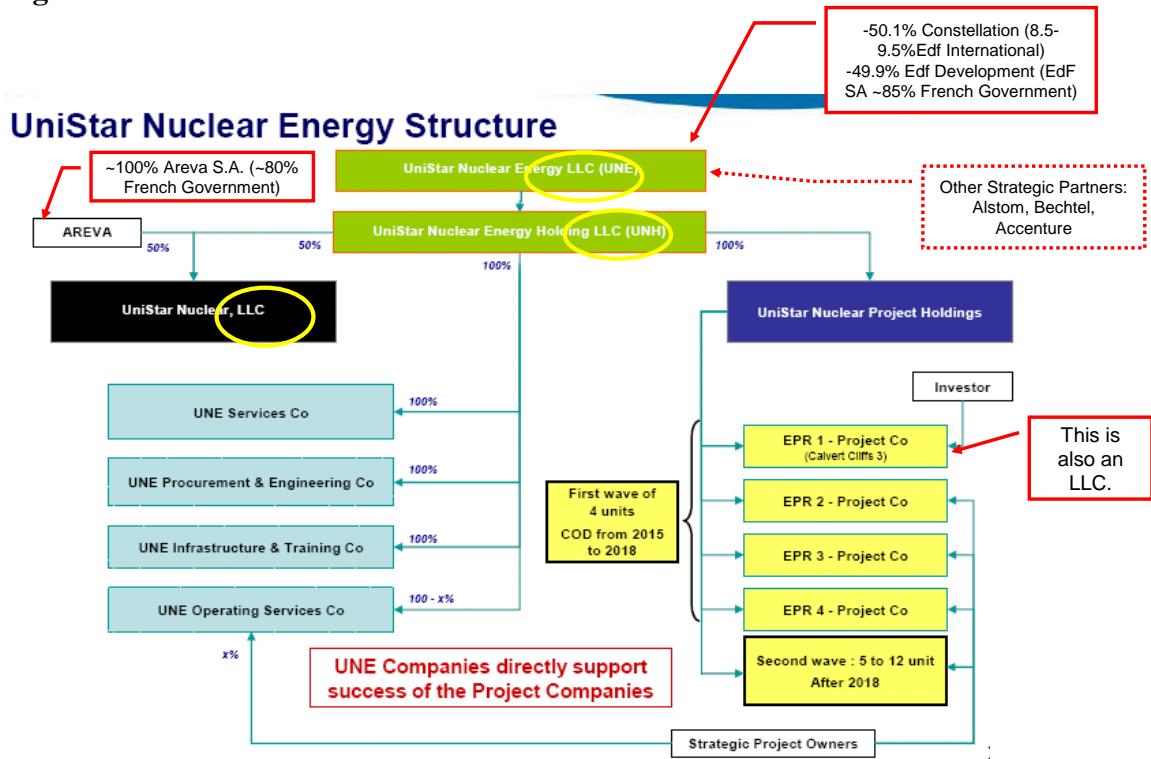 g
-50.1% Constellation (8.5-
9.5%Edf International)
-49.9% Edf Development (EdF
SA ~85% French Government)
UniStar Nuclear Energy Structure
~100% Areva S.A. (~80%
French Government)
UniStar Nuclear Energy LLC (UNE)
Other Strategic Partners:
Alstom, Bechtel,
Accenture
AREVA
50%
50%
UniStar Nuclear Energy Holding LLC (UNH)
100%
100%
UniStar Nuclear, LLC
UniStar Nuclear Project Holdings
Investor
UNE Services Co
100%
UNE Procurement & Engineering Co
100%
UNE Infrastructure & Training Co
100%
UNE Operating Services Co
100 - x%
x%
First wave of
4 units
COD from 2015
to 2018
EPR 1 - Project Co
(Calvert Cliffs 3)
This is
also an
LLC.
EPR 2 - Project Co
EPR 3 - Project Co
EPR 4 - Project Co
Second wave : 5 to 12 unit
After 2018
UNE Companies directly support
success of the Project Companies
Strategic Project Owners